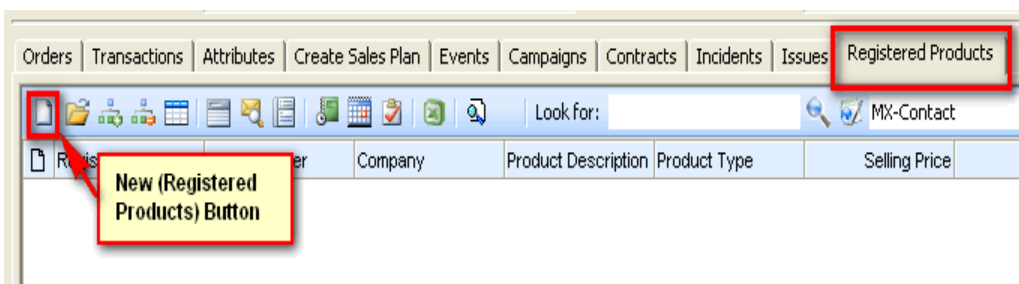 Orders Transactions Attributes Create Sales Plan Events Campaigns Contracts Incidents Issues Registered Products
Look for: MX-Contact
Company Product Description Product Type Selling Price
New (Registered
Products) Button